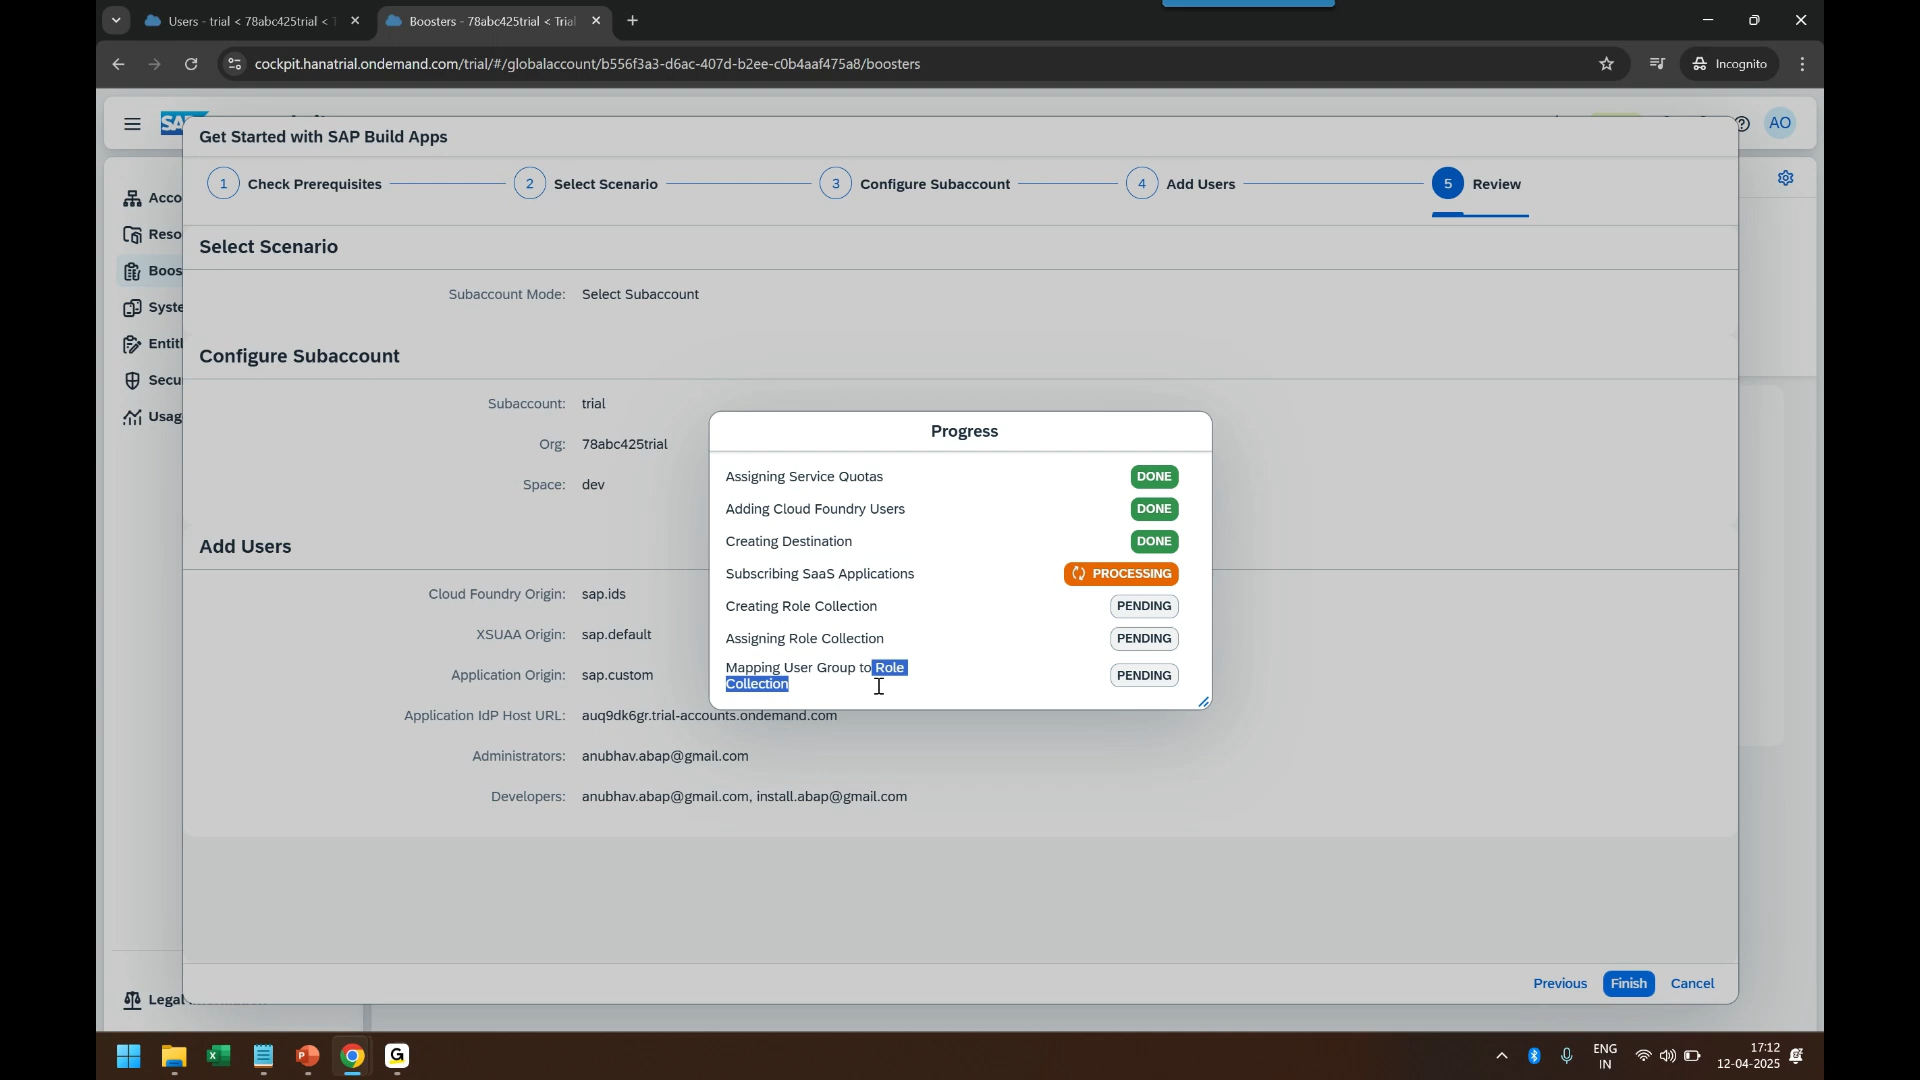 Users - trial < 78abc425trial <
Boosters - 78abc425trial < Trial
cockpit.hanatrial.ondemand.com/trial/#/globalaccount/b556f3a3-d6ac-407d-b2ee-c0b4aaf475a8/boosters
Incognito
SA
AO
Get Started with SAP Build Apps
1 Check Prerequisites
2 Select Scenario
3 Configure Subaccount
4 Add Users
5 Review
Acco
Reso
Boos
Syste
Entitl
Secu
Usag
Legal
Select Scenario
Subaccount Mode: Select Subaccount
Configure Subaccount
Subaccount: trial
Org: 78abc425trial
Space: dev
Add Users
Cloud Foundry Origin: sap.ids
XSUAA Origin: sap.default
Application Origin: sap.custom
Application IdP Host URL: auq9dk6gr.trial-accounts.ondemand.com
Administrators: anubhav.abap@gmail.com
Developers: anubhav.abap@gmail.com, install.abap@gmail.com
Progress
Assigning Service Quotas DONE
Adding Cloud Foundry Users DONE
Creating Destination DONE
Subscribing SaaS Applications PROCESSING
Creating Role Collection PENDING
Assigning Role Collection PENDING
Mapping User Group to Role
Collection PENDING
Previous Finish Cancel
ENG
IN
17:12
12-04-2025